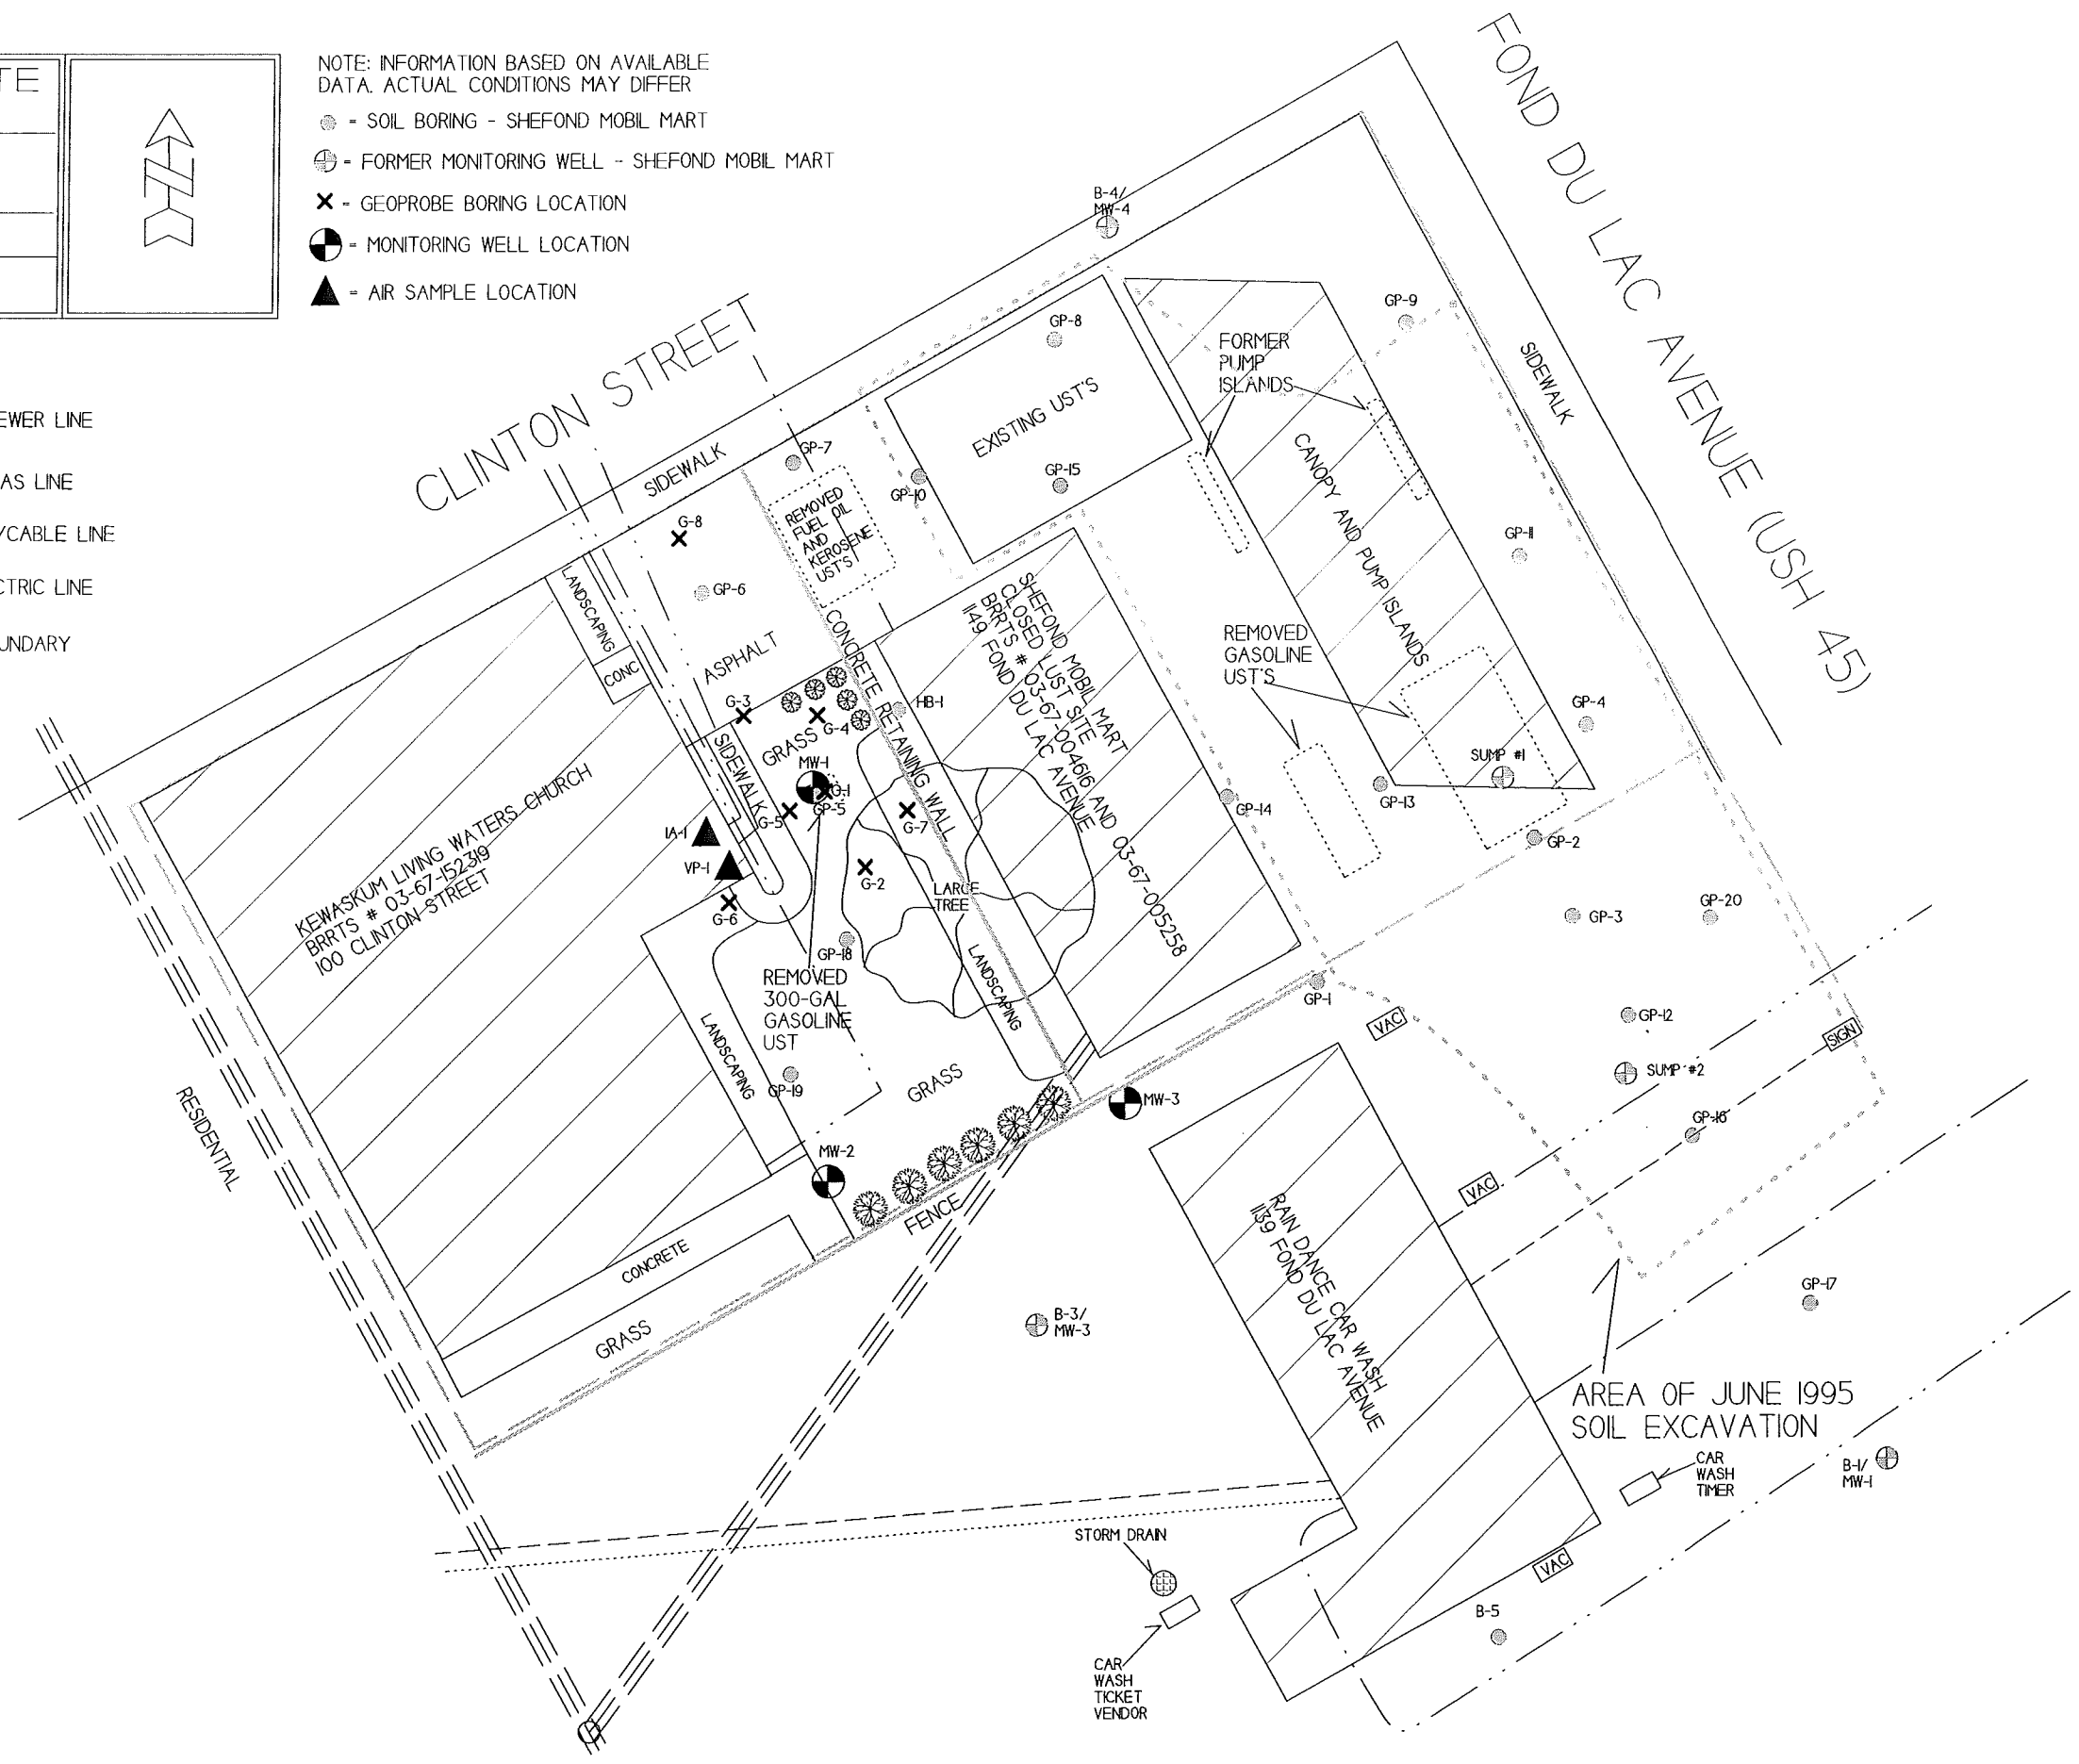 TE
NOTE: INFORMATION BASED ON AVAILABLE
DATA. ACTUAL CONDITIONS MAY DIFFER
= SOIL BORING - SHEFOND MOBIL MART
= FORMER MONITORING WELL - SHEFOND MOBIL MART
= GEOPROBE BORING LOCATION
= MONITORING WELL LOCATION
= AIR SAMPLE LOCATION
EWER LINE
AS LINE
/CABLE LINE
CTRIC LINE
UNDARY
FOND DU LAC AVENUE (USH 45)
CLINTON STREET
B-4/
MW-4
GP-8
GP-9
FORMER
PUMP
ISLANDS
SIDEWALK
EXISTING UST'S
SIDEWALK
GP-7
GP-10
GP-15
CANOPY AND PUMP ISLANDS
REMOVED
FUEL OIL
AND
KEROSENE
UST'S
G-8
GP-6
GP-11
LANDSCAPING
CONC
ASPHALT
CONCRETE RETAINING WALL
SHEFOND MOBIL MART
CLOSED LUST SITE
BRRTS # 03-67-004616 AND 03-67-005258
1149 FOND DU LAC AVENUE
REMOVED
GASOLINE
UST'S
G-3
G-4
HB-1
GP-4
GRASS
SIDEWALK
MW-1
SUMP #1
G-5
GP-5
G-7
GP-14
GP-13
IA-1
VP-1
GP-2
G-2
LARGE
TREE
G-6
GP-3
GP-20
KEWASKUM LIVING WATERS CHURCH
BRRTS # 03-67-152319
100 CLINTON STREET
GP-18
REMOVED
300-GAL
GASOLINE
UST
LANDSCAPING
GP-1
VAC
GP-12
SIGN
LANDSCAPING
GP-19
GRASS
SUMP #2
MW-3
RESIDENTIAL
GP-16
MW-2
VAC
FENCE
RAIN DANCE CAR WASH
1139 FOND DU LAC AVENUE
CONCRETE
GRASS
B-3/
MW-3
GP-17
AREA OF JUNE 1995
SOIL EXCAVATION
CAR
WASH
TIMER
B-1/
MW-1
STORM DRAIN
VAC
B-5
CAR
WASH
TICKET
VENDOR